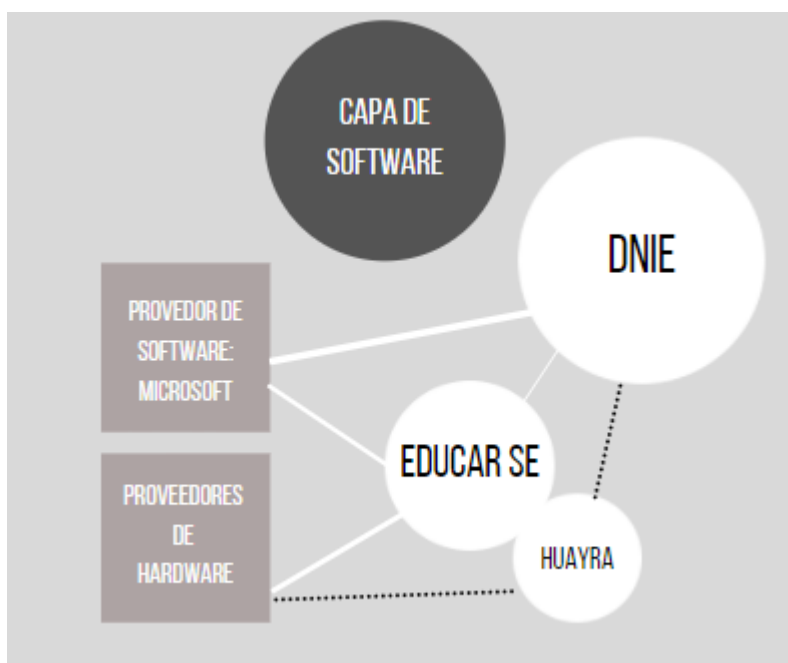 CAPA DE
SOFTWARE
DNIE
PROVEDOR DE
SOFTWARE:
MICROSOFT
EDUCAR SE
PROVEEDORES
DE
HARDWARE
HUAYRA